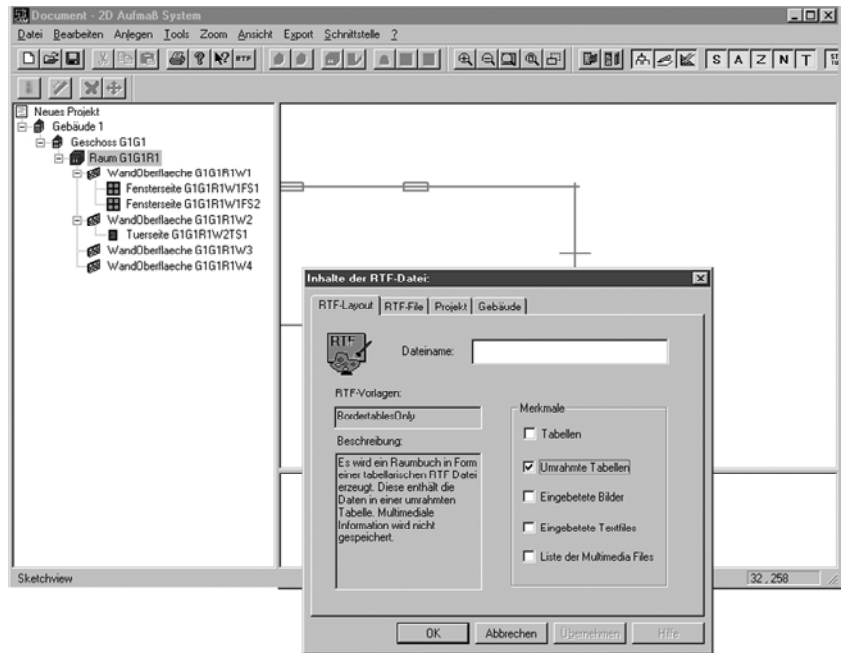 Document - 2D Aufmaß System
Datei Bearbeiten Anlegen Tools Zoom Ansicht Export Schnittstelle ?
RTF S A Z N T
Neues Projekt
Gebäude 1
Geschoss G1G1
Raum G1G1R1
WandOberflaeche G1G1R1W1
Fensterseite G1G1R1W1FS1
Fensterseite G1G1R1W1FS2
WandOberflaeche G1G1R1W2
Tuerseite G1G1R1W2TS1
WandOberflaeche G1G1R1W3
WandOberflaeche G1G1R1W4
Inhalte der RTF-Datei:
RTF-Layout RTF-File Projekt Gebäude
RTF
Dateiname:
RTF-Vorlagen:
BordertablesOnly
Beschreibung:
Es wird ein Raumbuch in Form
einer tabellarischen RTF Datei
erzeugt. Diese enthält die
Daten in einer umrahmten
Tabelle. Multimediale
Information wird nicht
gespeichert.
Merkmale
Tabellen
Umrahmte Tabellen
Eingebetete Bilder
Eingebetete Textfiles
Liste der Multimedia Files
OK Abbrechen Übernehmen Hilfe
Sketchview
32 , 258